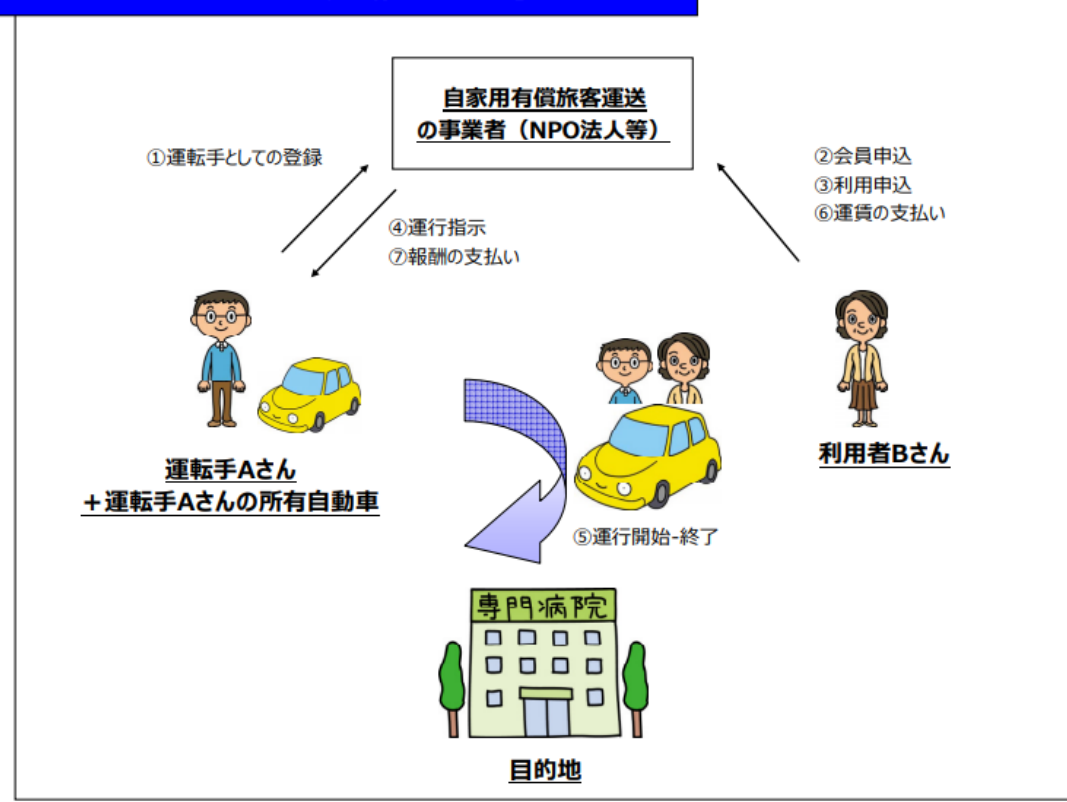 自家用有償旅客運送
の事業者（NPO法人等）
①運転手としての登録
②会員申込
③利用申込
⑥運賃の支払い
④運行指示
⑦報酬の支払い
運転手Aさん
＋運転手Aさんの所有自動車
利用者Bさん
⑤運行開始-終了
専門病院
目的地